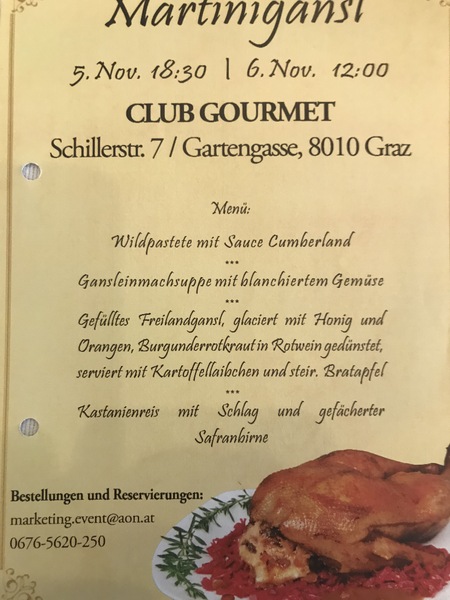 Martinigansl
5. Nov. 18:30 | 6. Nov. 12:00
CLUB GOURMET
Schillerstr. 7 / Gartengasse, 8010 Graz
Menü:
Wildpastete mit Sauce Cumberland
***
Gansleinmachsuppe mit blanchiertem Gemüse
***
Gefülltes Freilandgansl, glaciert mit Honig und
Orangen, Burgunderrotkraut in Rotwein gedünstet,
serviert mit Kartoffellaibchen und steir. Bratapfel
***
Kastanienreis mit Schlag und gefächerter
Safranbirne
Bestellungen und Reservierungen:
marketing.event@aon.at
0676-5620-250